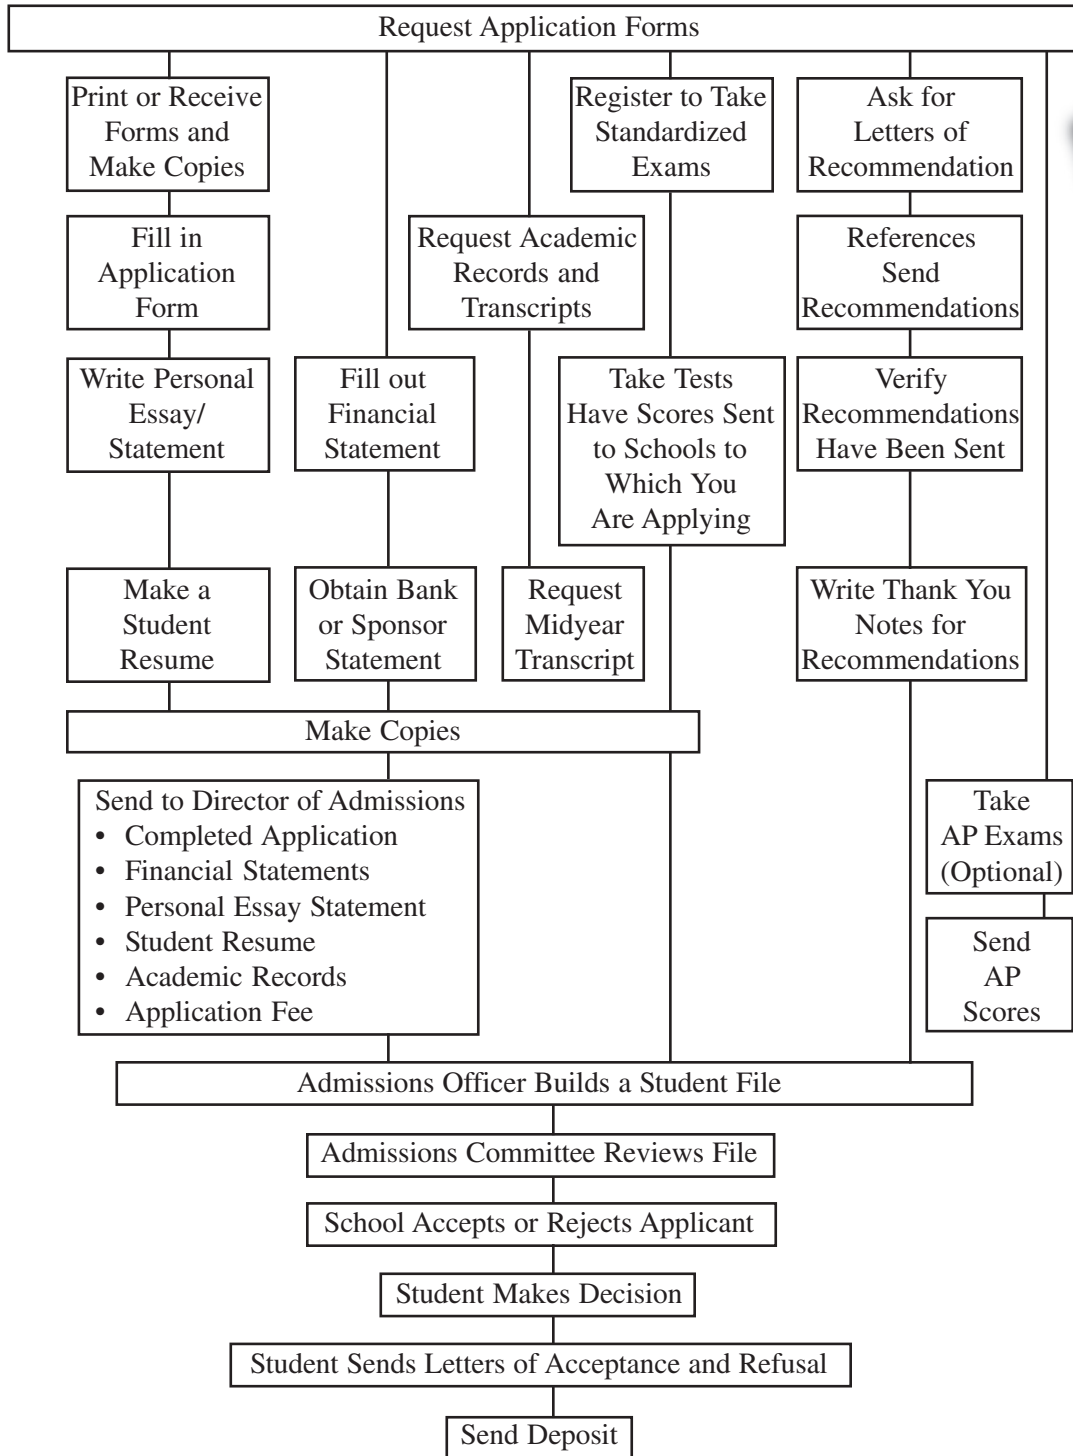 Request Application Forms
Print or Receive
Forms and
Make Copies
Register to Take
Standardized
Exams
Ask for
Letters of
Recommendation
Fill in
Application
Form
Request Academic
Records and
Transcripts
References
Send
Recommendations
Write Personal
Essay/
Statement
Fill out
Financial
Statement
Take Tests
Have Scores Sent
to Schools to
Which You
Are Applying
Verify
Recommendations
Have Been Sent
Make a
Student
Resume
Obtain Bank
or Sponsor
Statement
Request
Midyear
Transcript
Write Thank You
Notes for
Recommendations
Make Copies
Send to Director of Admissions
• Completed Application
• Financial Statements
• Personal Essay Statement
• Student Resume
• Academic Records
• Application Fee
Take
AP Exams
(Optional)
Send
AP
Scores
Admissions Officer Builds a Student File
Admissions Committee Reviews File
School Accepts or Rejects Applicant
Student Makes Decision
Student Sends Letters of Acceptance and Refusal
Send Deposit